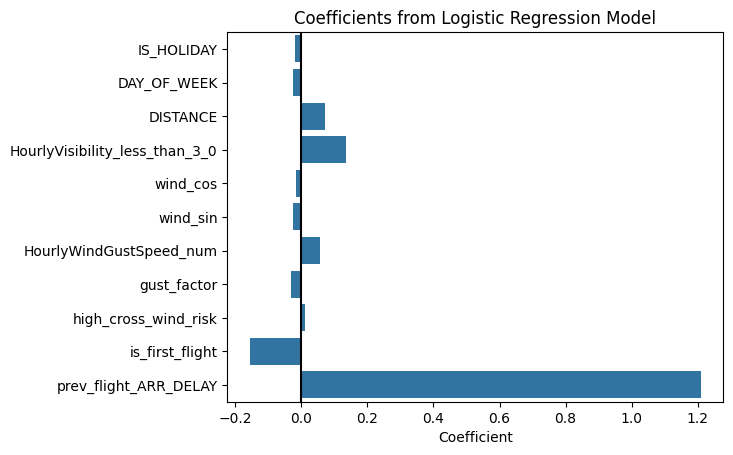 Coefficients from Logistic Regression Model
IS_HOLIDAY
DAY_OF_WEEK
DISTANCE
HourlyVisibility_less_than_3_0
wind_cos
wind_sin
HourlyWindGustSpeed_num
gust_factor
high_cross_wind_risk
is_first_flight
prev_flight_ARR_DELAY
−0.2 0.0 0.2 0.4 0.6 0.8 1.0 1.2
Coefficient